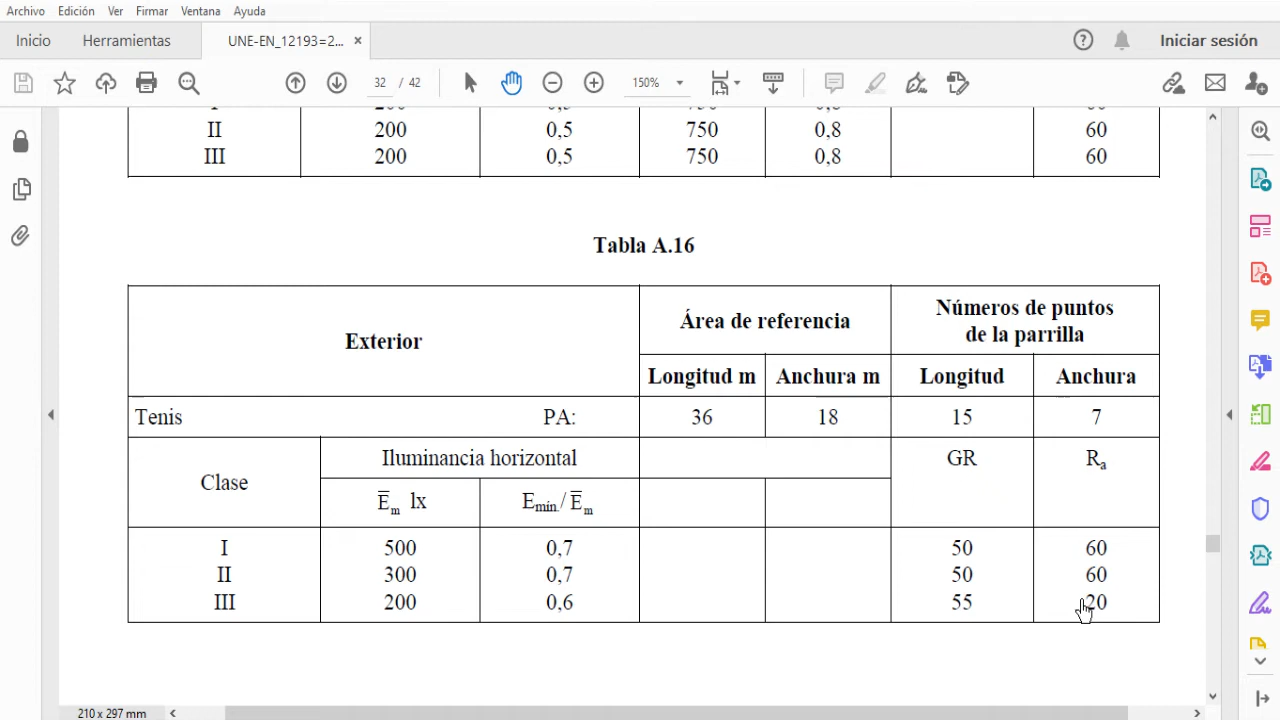 Archivo Edición Ver Firmar Ventana Ayuda
Inicio Herramientas UNE-EN_12193=2... × ? Iniciar sesión
32 / 42 150%
II 200 0,5 750 0,8 60
III 200 0,5 750 0,8 60
Tabla A.16
Exterior Área de referencia Números de puntos
de la parrilla
Longitud m Anchura m Longitud Anchura
Tenis PA: 36 18 15 7
Clase Iluminancia horizontal GR Ra
Em lx Emín./Em
I 500 0,7 50 60
II 300 0,7 50 60
III 200 0,6 55 20
210 x 297 mm